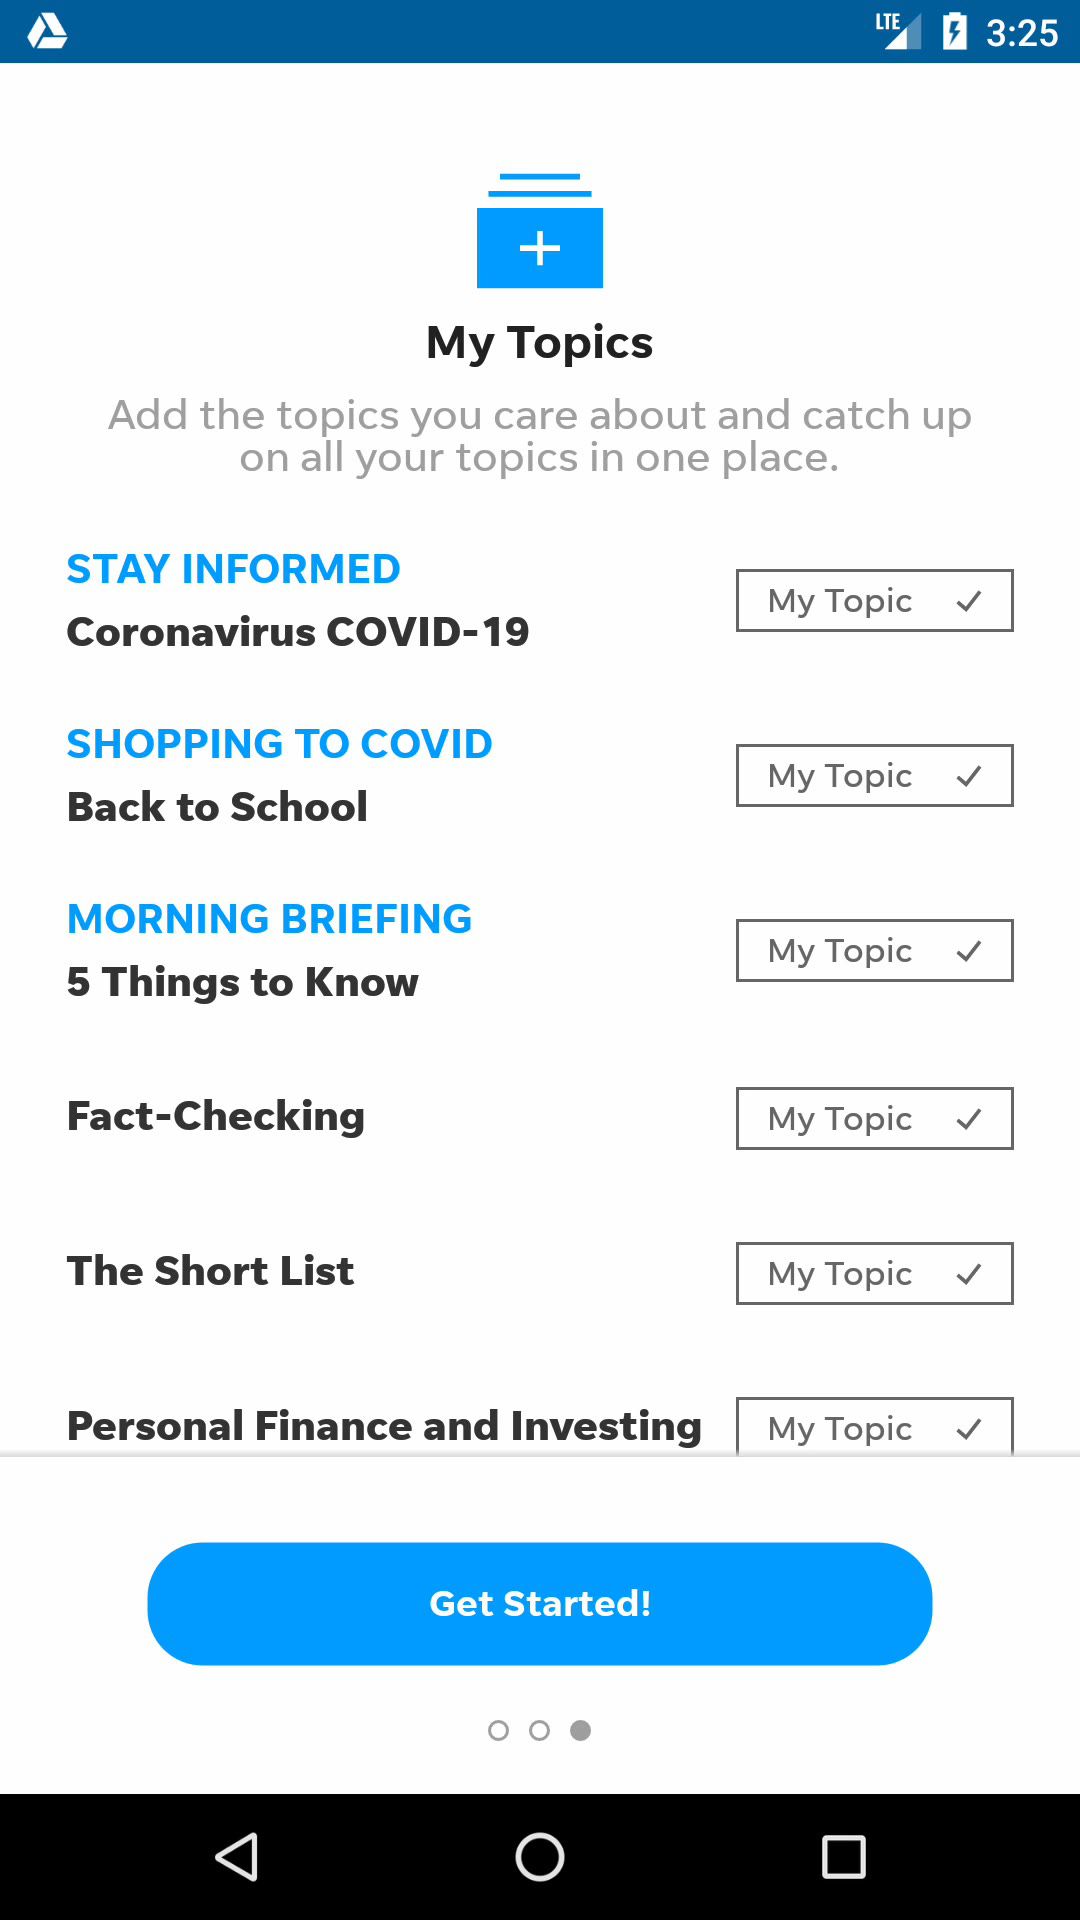 LTE 3:25
My Topics
Add the topics you care about and catch up
on all your topics in one place.
STAY INFORMED
Coronavirus COVID-19
My Topic
SHOPPING TO COVID
Back to School
My Topic
MORNING BRIEFING
5 Things to Know
My Topic
Fact-Checking
My Topic
The Short List
My Topic
Personal Finance and Investing
My Topic
Get Started!